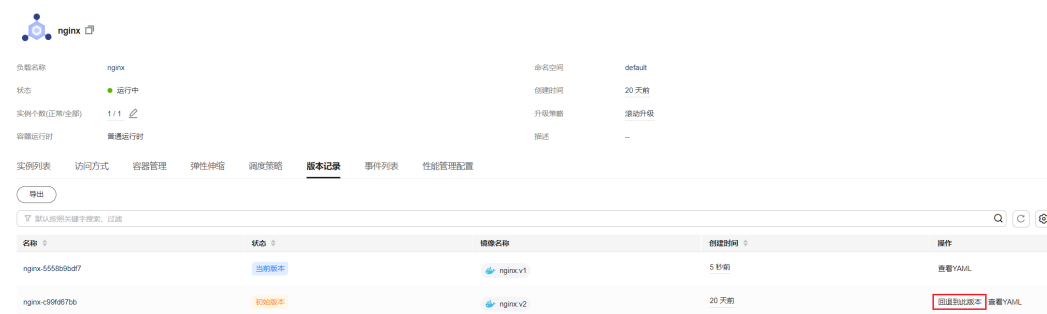 nginx
负载名称 nginx 命名空间 default
状态 运行中 创建时间 20 天前
实例个数(正常/全部) 1 / 1 升级策略 滚动升级
容器运行时 普通运行时 描述 --
实例列表 访问方式 容器管理 弹性伸缩 调度策略 版本记录 事件列表 性能管理配置
导出
默认按照关键字搜索、过滤
名称 状态 镜像名称 创建时间 操作
nginx-5558b9bdf7 当前版本 nginx:v1 5 秒前 查看YAML
nginx-c99fd67bb 初始版本 nginx:v2 20 天前 回退到此版本 查看YAML